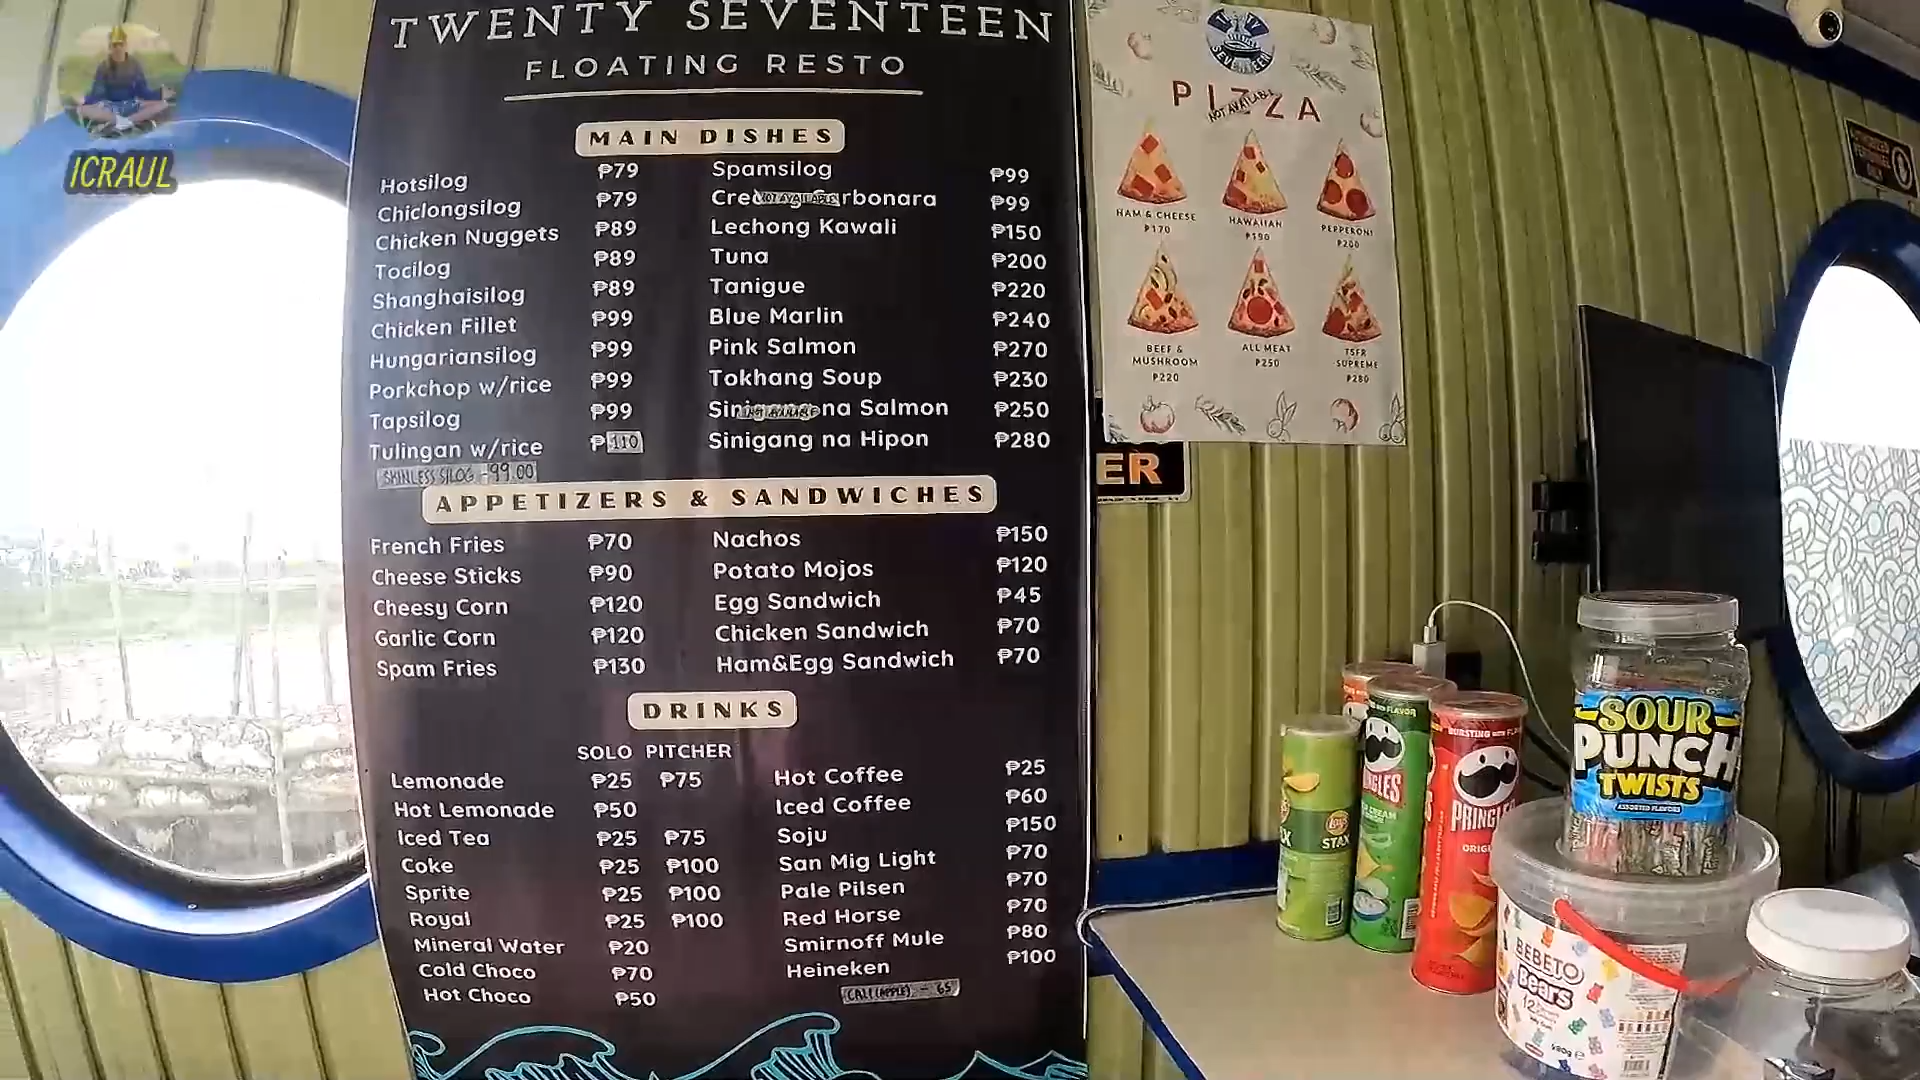 ICRAUL
TWENTY SEVENTEEN
FLOATING RESTO
MAIN DISHES
Hotsilog ₱79
Chiclongsilog ₱79
Chicken Nuggets ₱89
Tocilog ₱89
Shanghaisilog ₱89
Chicken Fillet ₱99
Hungariansilog ₱99
Porkchop w/rice ₱99
Tapsilog ₱99
Tulingan w/rice ₱110
SKINLESS SILOG - 99.00
Spamsilog ₱99
NOT AVAILABLE rbonara ₱99
Lechong Kawali ₱150
Tuna ₱200
Tanigue ₱220
Blue Marlin ₱240
Pink Salmon ₱270
Tokhang Soup ₱230
NOT AVAILABLE na Salmon ₱250
Sinigang na Hipon ₱280
APPETIZERS & SANDWICHES
French Fries ₱70
Cheese Sticks ₱90
Cheesy Corn ₱120
Garlic Corn ₱120
Spam Fries ₱130
Nachos ₱150
Potato Mojos ₱120
Egg Sandwich ₱45
Chicken Sandwich ₱70
Ham&Egg Sandwich ₱70
DRINKS
SOLO PITCHER
Lemonade ₱25 ₱75
Hot Lemonade ₱50
Iced Tea ₱25 ₱75
Coke ₱25 ₱100
Sprite ₱25 ₱100
Royal ₱25 ₱100
Mineral Water ₱20
Cold Choco ₱70
Hot Choco ₱50
Hot Coffee ₱25
Iced Coffee ₱60
Soju ₱150
San Mig Light ₱70
Pale Pilsen ₱70
Red Horse ₱70
Smirnoff Mule ₱80
Heineken ₱100
CALI (APPLE) - 65
SEVENTEEN
PIZZA
NOT AVAILABLE
HAM & CHEESE
₱170
HAWAIIAN
₱190
PEPPERONI
₱200
BEEF &
MUSHROOM
₱220
ALL MEAT
₱250
TSFR
SUPREME
₱280
ER
Lay's
STAX
PRINGLES
SOUR
PUNCH
TWISTS
ASSORTED FLAVORS
BEBETO
Bears